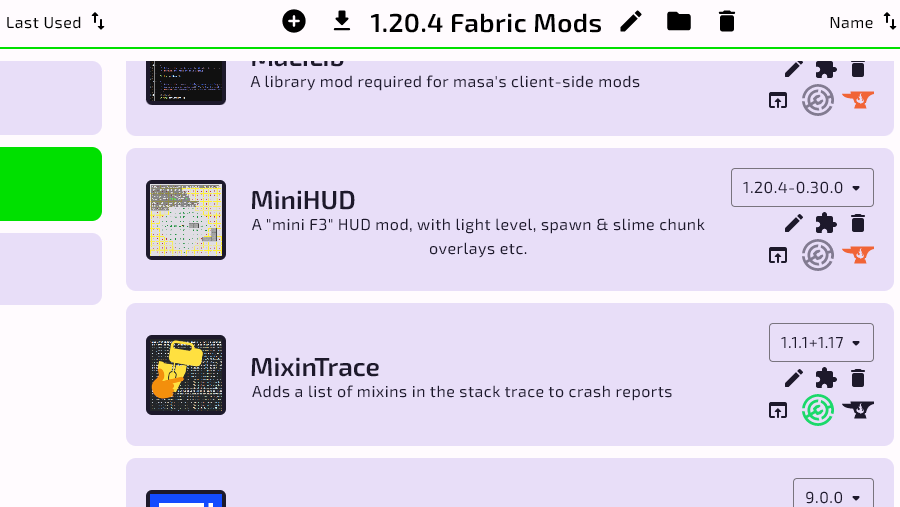 Last Used
1.20.4 Fabric Mods
Name
A library mod required for masa's client-side mods
MiniHUD
1.20.4-0.30.0
A "mini F3" HUD mod, with light level, spawn & slime chunk
overlays etc.
MixinTrace
1.1.1+1.17
Adds a list of mixins in the stack trace to crash reports
9.0.0